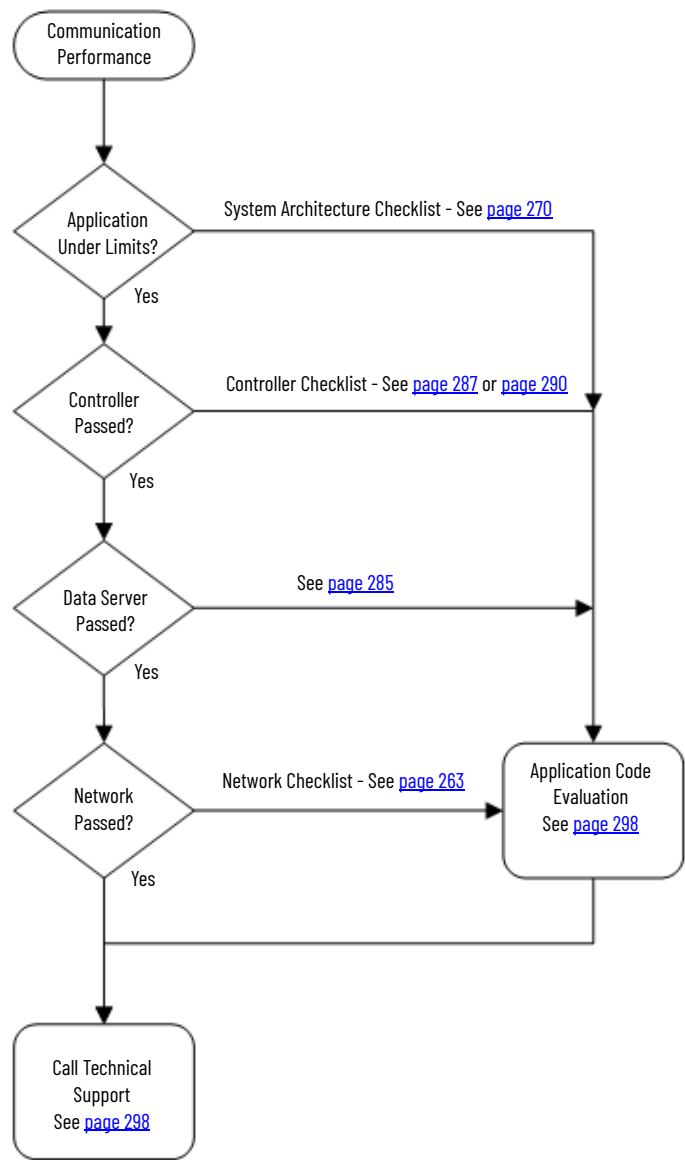 Communication
Performance
System Architecture Checklist - See page 270
Application
Under Limits?
Yes
Controller Checklist - See page 287 or page 290
Controller
Passed?
Yes
See page 285
Data Server
Passed?
Yes
Network Checklist - See page 263
Network
Passed?
Application Code
Evaluation
See page 298
Yes
Call Technical
Support
See page 298